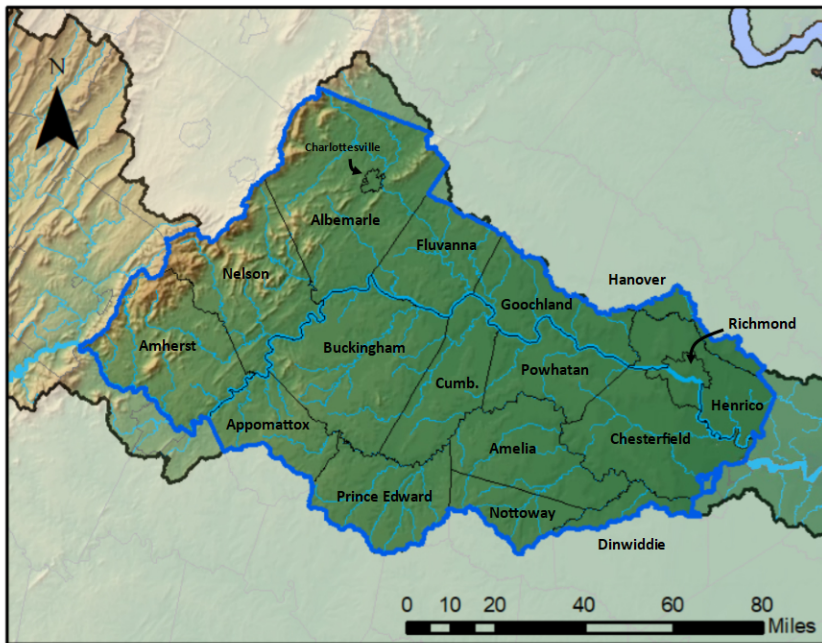 N
Charlottesville
Albemarle
Fluvanna
Nelson
Hanover
Goochland
Richmond
Amherst
Buckingham
Powhatan
Cumb.
Henrico
Appomattox
Chesterfield
Amelia
Prince Edward
Nottoway
Dinwiddie
0 10 20 40 60 80
Miles